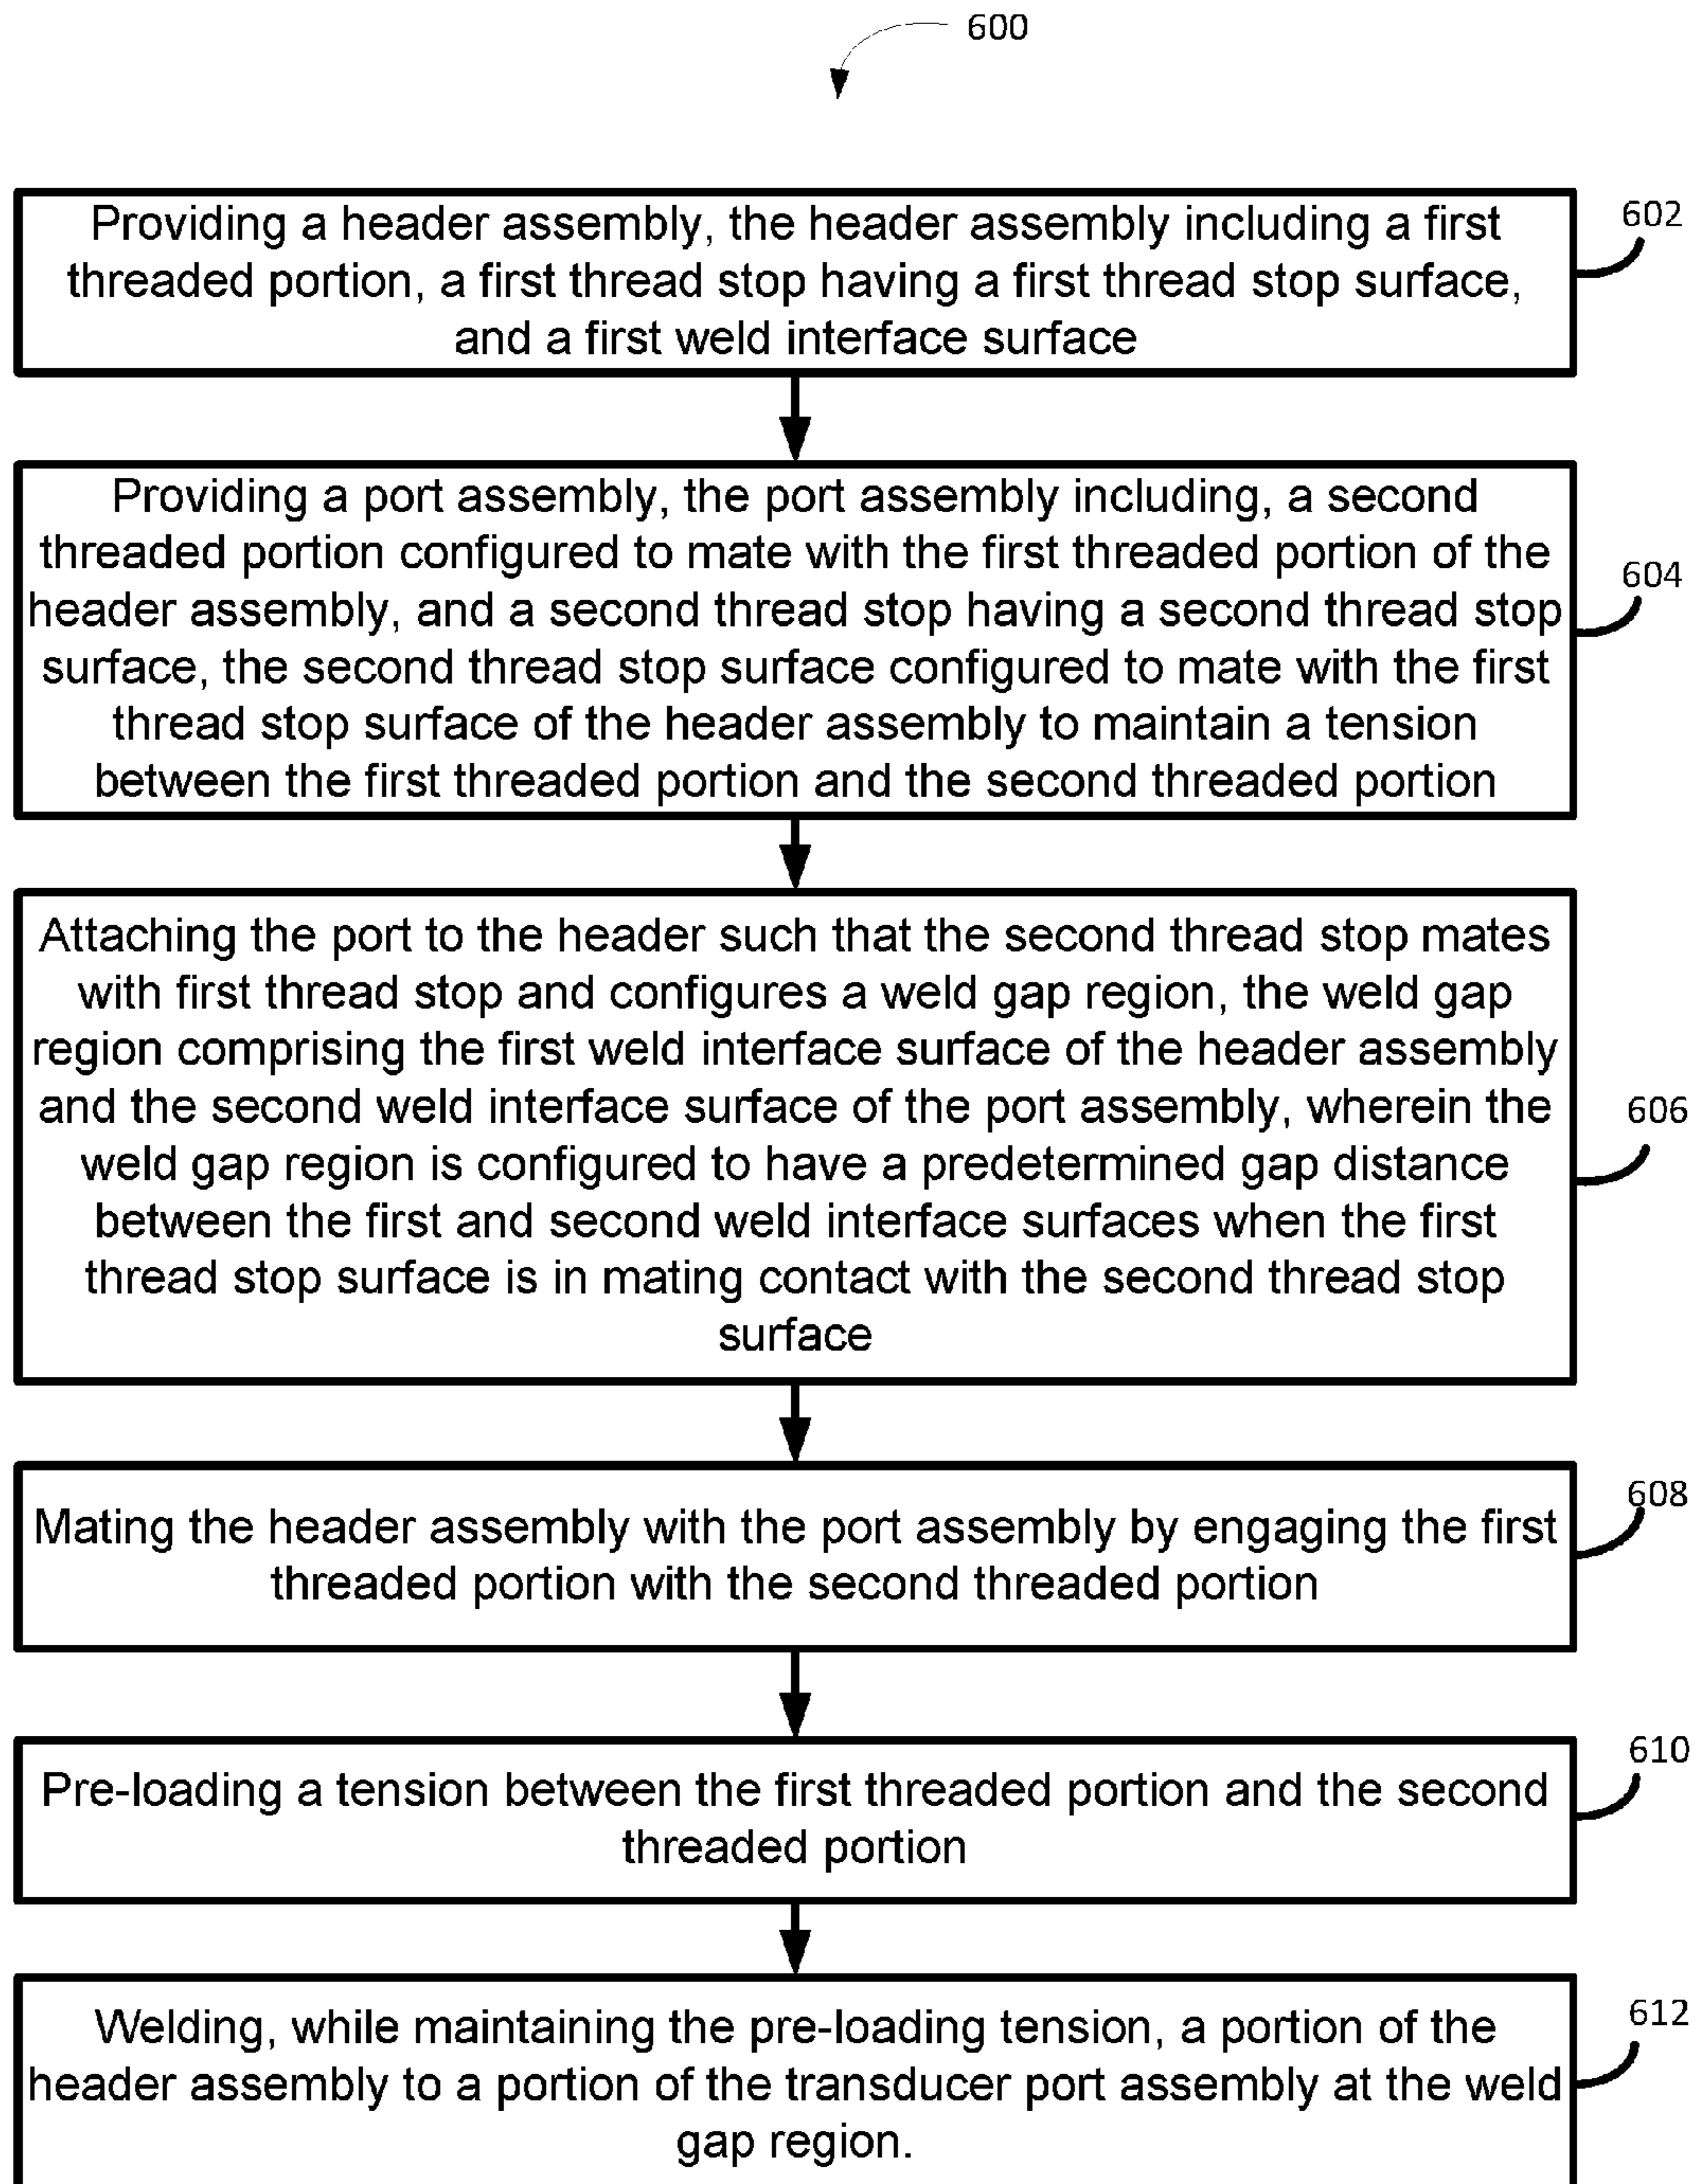 600
Providing a header assembly, the header assembly including a first
threaded portion, a first thread stop having a first thread stop surface,
and a first weld interface surface
602
Providing a port assembly, the port assembly including, a second
threaded portion configured to mate with the first threaded portion of the
header assembly, and a second thread stop having a second thread stop
surface, the second thread stop surface configured to mate with the first
thread stop surface of the header assembly to maintain a tension
between the first threaded portion and the second threaded portion
604
Attaching the port to the header such that the second thread stop mates
with first thread stop and configures a weld gap region, the weld gap
region comprising the first weld interface surface of the header assembly
and the second weld interface surface of the port assembly, wherein the
weld gap region is configured to have a predetermined gap distance
between the first and second weld interface surfaces when the first
thread stop surface is in mating contact with the second thread stop
surface
606
Mating the header assembly with the port assembly by engaging the first
threaded portion with the second threaded portion
608
Pre-loading a tension between the first threaded portion and the second
threaded portion
610
Welding, while maintaining the pre-loading tension, a portion of the
header assembly to a portion of the transducer port assembly at the weld
gap region.
612